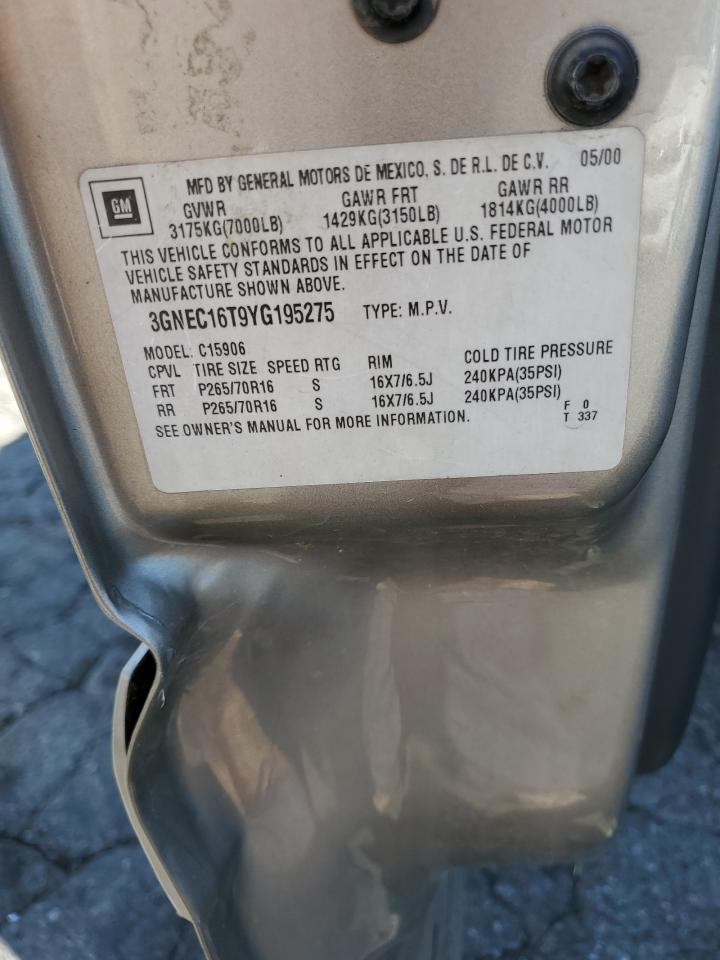 GM
MFD BY GENERAL MOTORS DE MEXICO, S. DE R.L. DE C.V. 05/00
GVWR GAWR FRT GAWR RR
3175KG(7000LB) 1429KG(3150LB) 1814KG(4000LB)
THIS VEHICLE CONFORMS TO ALL APPLICABLE U.S. FEDERAL MOTOR
VEHICLE SAFETY STANDARDS IN EFFECT ON THE DATE OF
MANUFACTURE SHOWN ABOVE.
3GNEC16T9YG195275 TYPE: M.P.V.
MODEL: C15906
CPVL TIRE SIZE SPEED RTG RIM COLD TIRE PRESSURE
FRT P265/70R16 S 16X7/6.5J 240KPA(35PSI)
RR P265/70R16 S 16X7/6.5J 240KPA(35PSI)
SEE OWNER'S MANUAL FOR MORE INFORMATION.
F 0
T 337